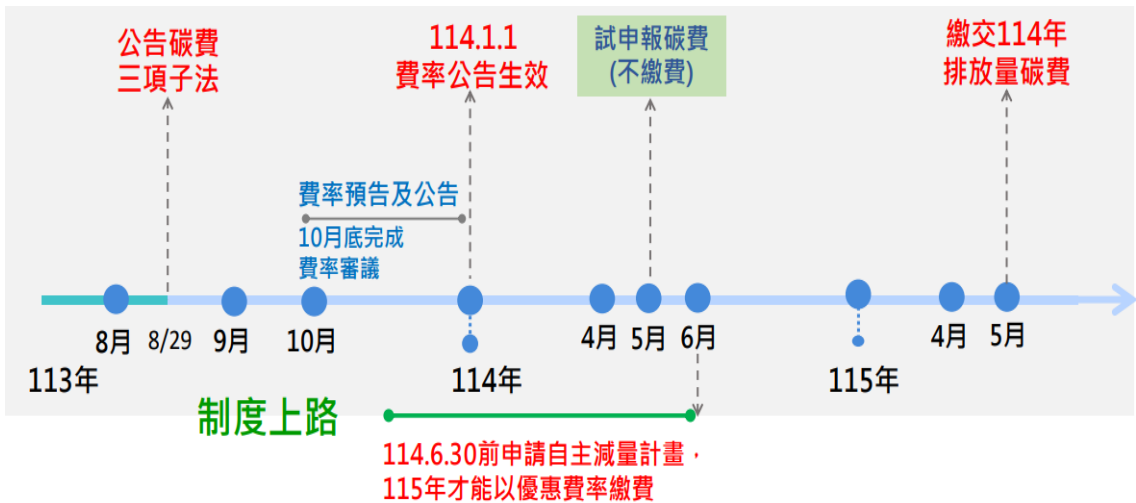 公告碳費
三項子法
114.1.1
費率公告生效
試申報碳費
(不繳費)
繳交114年
排放量碳費
費率預告及公告
10月底完成
費率審議
8月
8/29
9月
10月
4月
5月
6月
4月
5月
113年
114年
115年
制度上路
114.6.30前申請自主減量計畫，
115年才能以優惠費率繳費